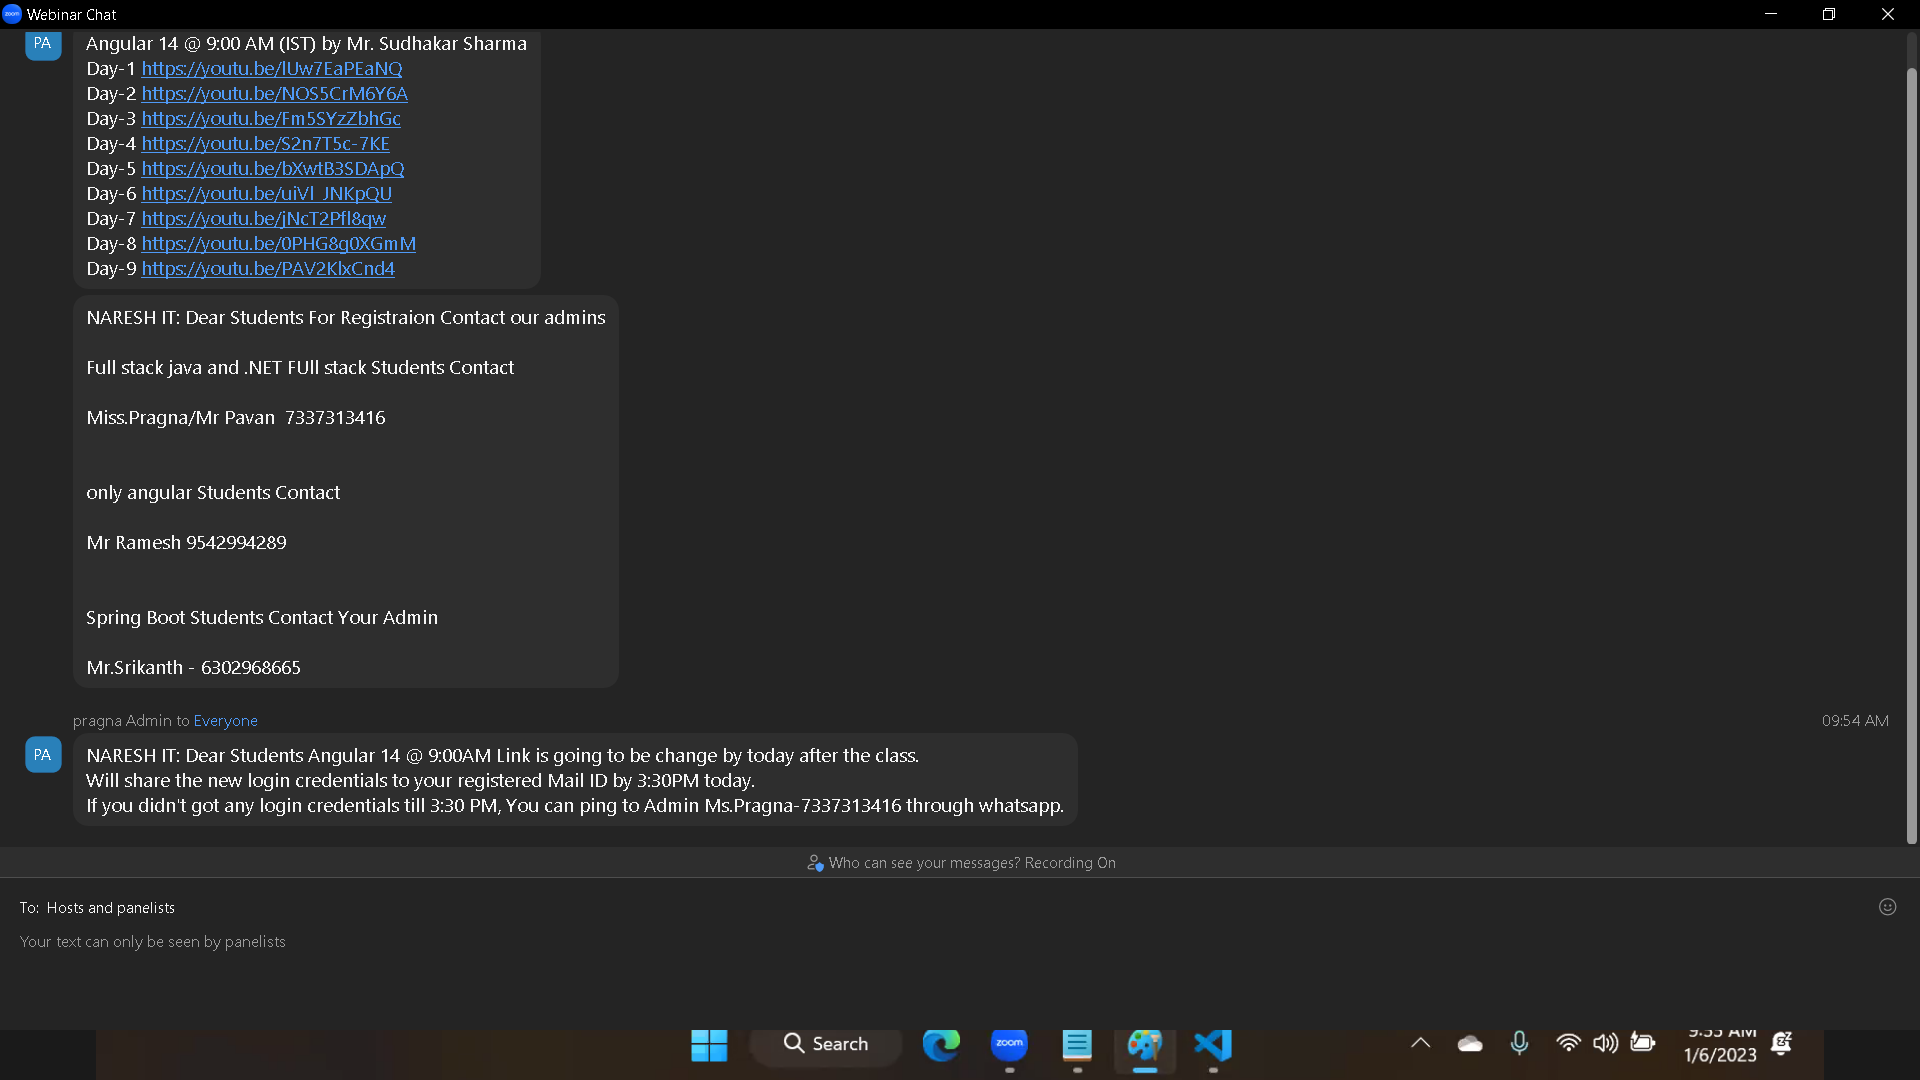 zoom Webinar Chat
PA
Angular 14 @ 9:00 AM (IST) by Mr. Sudhakar Sharma
Day-1 https://youtu.be/lUw7EaPEaNQ
Day-2 https://youtu.be/NOS5CrM6Y6A
Day-3 https://youtu.be/Fm5SYzZbhGc
Day-4 https://youtu.be/S2n7T5c-7KE
Day-5 https://youtu.be/bXwtB3SDApQ
Day-6 https://youtu.be/uiVl_JNKpQU
Day-7 https://youtu.be/jNcT2Pfl8qw
Day-8 https://youtu.be/0PHG8g0XGmM
Day-9 https://youtu.be/PAV2KlxCnd4
NARESH IT: Dear Students For Registraion Contact our admins
Full stack java and .NET FUll stack Students Contact
Miss.Pragna/Mr Pavan  7337313416
only angular Students Contact
Mr Ramesh 9542994289
Spring Boot Students Contact Your Admin
Mr.Srikanth - 6302968665
pragna Admin to Everyone 09:54 AM
PA
NARESH IT: Dear Students Angular 14 @ 9:00AM Link is going to be change by today after the class.
Will share the new login credentials to your registered Mail ID by 3:30PM today.
If you didn't got any login credentials till 3:30 PM, You can ping to Admin Ms.Pragna-7337313416 through whatsapp.
Who can see your messages? Recording On
To: Hosts and panelists
Your text can only be seen by panelists
Search
zoom
9:55 AM
1/6/2023